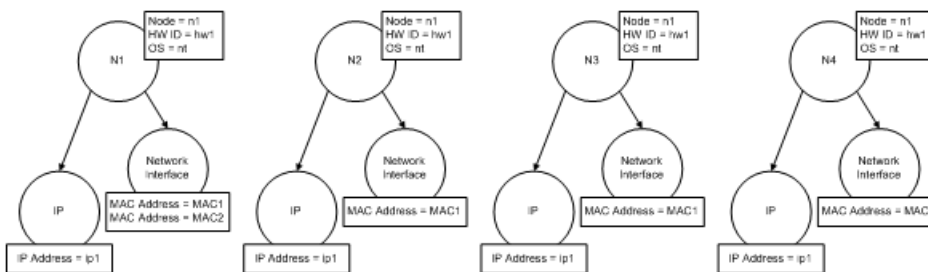 Node = n1
HW ID = hw1
OS = nt
N1
Network
Interface
MAC Address = MAC1
MAC Address = MAC2
IP
IP Address = ip1
Node = n1
HW ID = hw1
OS = nt
N2
Network
Interface
MAC Address = MAC1
IP
IP Address = ip1
Node = n1
HW ID = hw1
OS = nt
N3
Network
Interface
MAC Address = MAC1
IP
IP Address = ip1
Node = n1
HW ID = hw1
OS = nt
N4
Network
Interface
MAC Address = MAC
IP
IP Address = ip1